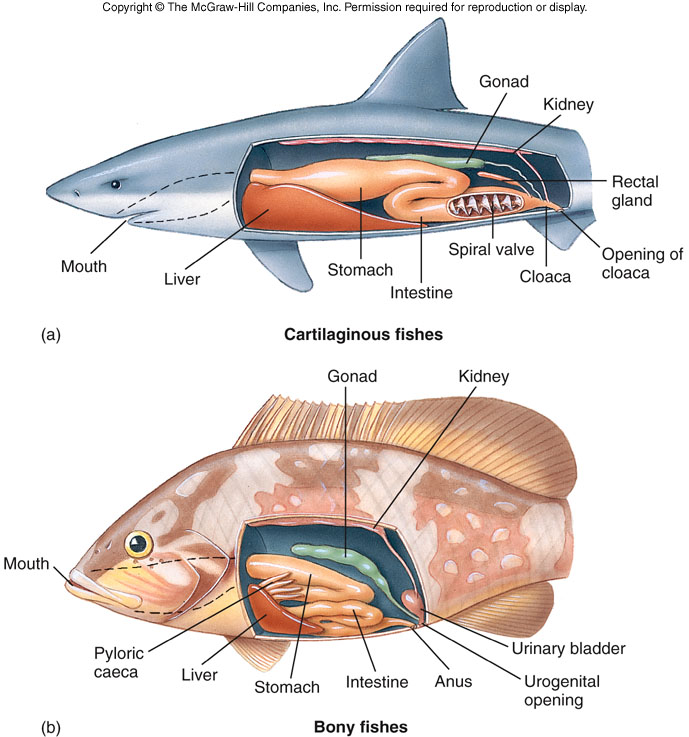 Copyright © The McGraw-Hill Companies, Inc. Permission required for reproduction or display.
Gonad
Kidney
Rectal
gland
Mouth
Liver
Stomach
Intestine
Spiral valve
Cloaca
Opening of
cloaca
(a)
Cartilaginous fishes
Gonad
Kidney
Mouth
Pyloric
caeca
Liver
Stomach
Intestine
Anus
Urinary bladder
Urogenital
opening
(b)
Bony fishes